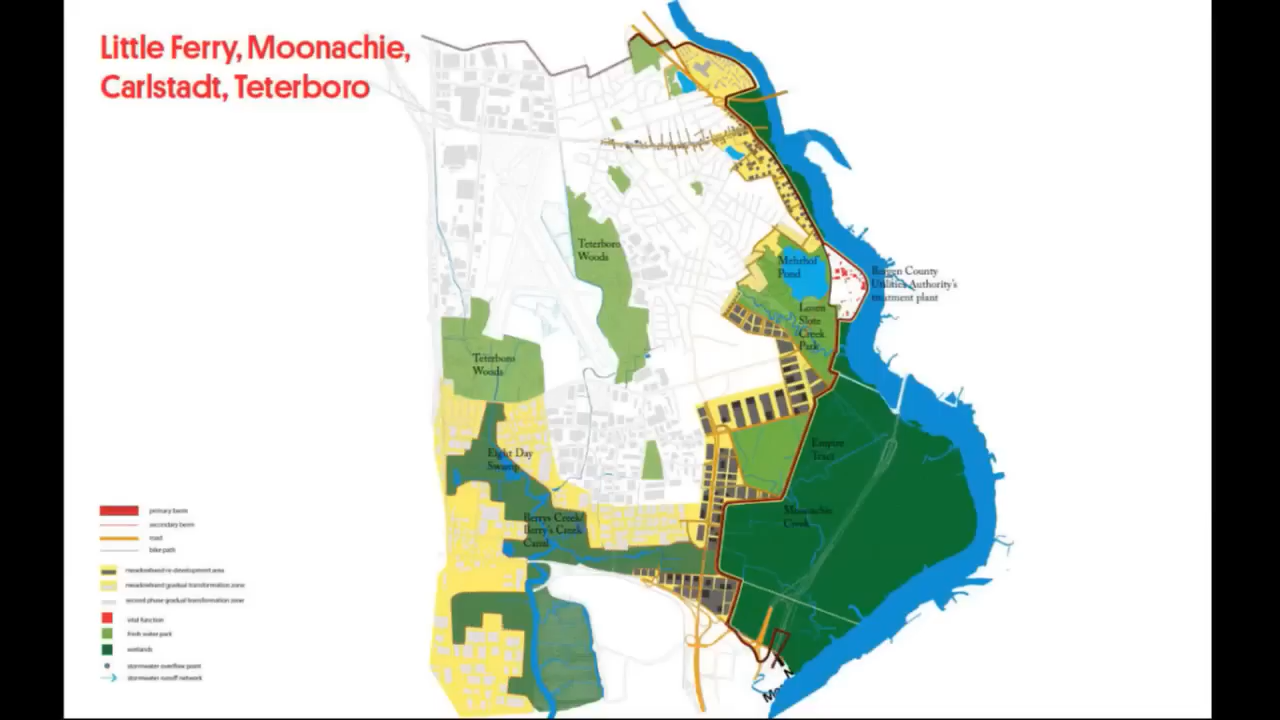 Little Ferry, Moonachie,
Carlstadt, Teterboro
Teterboro
Woods
Mehrhof
Pond
Bergen County
Utilities Authority's
treatment plant
Losen
Slote
Creek
Park
Teterboro
Woods
Empire
Tract
Eight Day
Swamp
Moonachie
Creek
Berrys Creek/
Berry's Creek
Canal
primary berm
secondary berm
road
bike path
meadowband re-development area
meadowband gradual transformation zone
second phase gradual transformation zone
vital function
fresh water park
wetlands
stormwater overflow point
stormwater runoff network